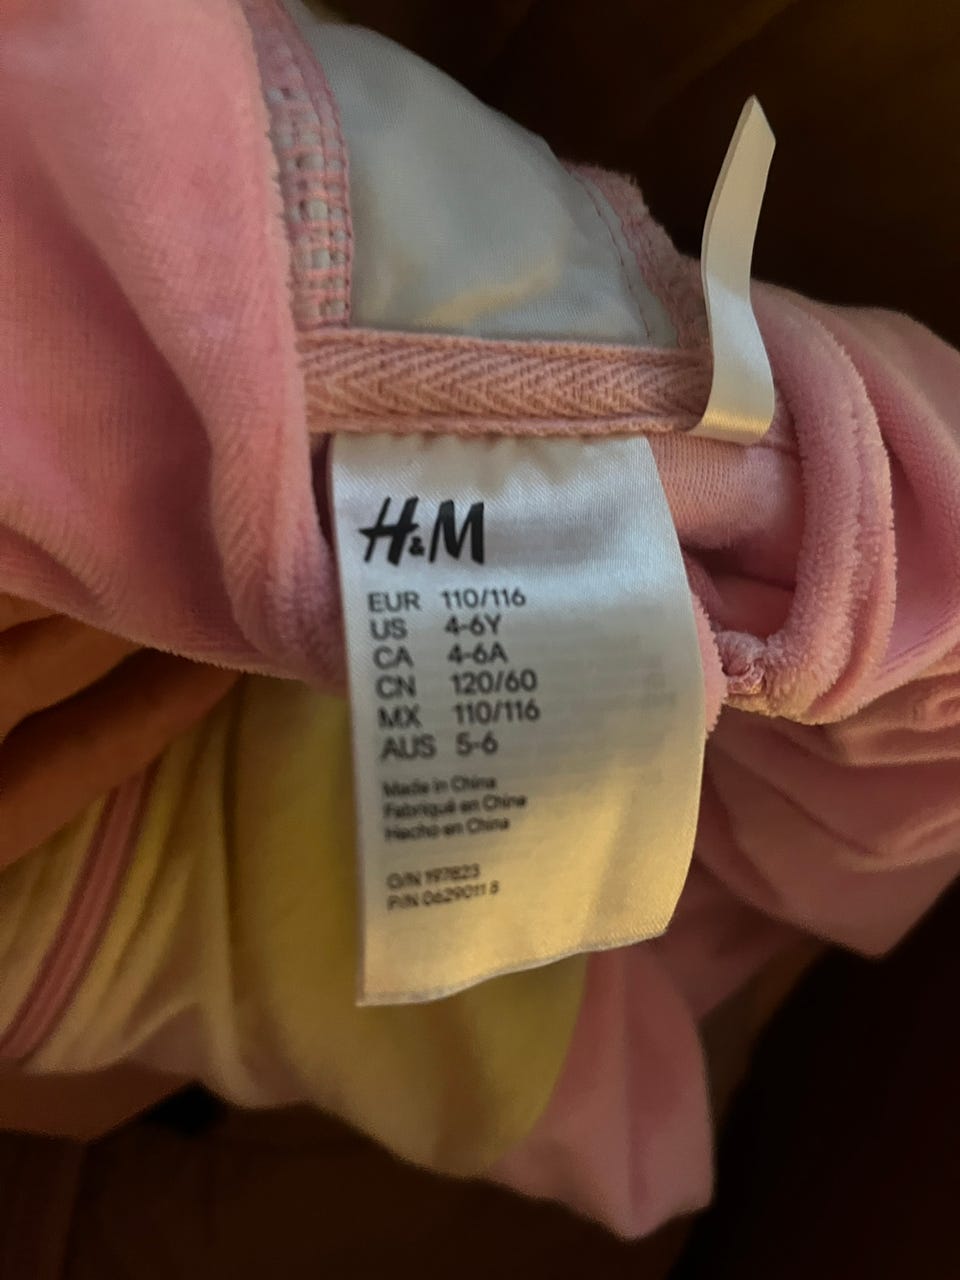 H&M
EUR 110/116
US 4-6Y
CA 4-6A
CN 120/60
MX 110/116
AUS 5-6
Made in China
Fabriqué en China
Hecho en China
O/N 197823
P/N 0629011 8